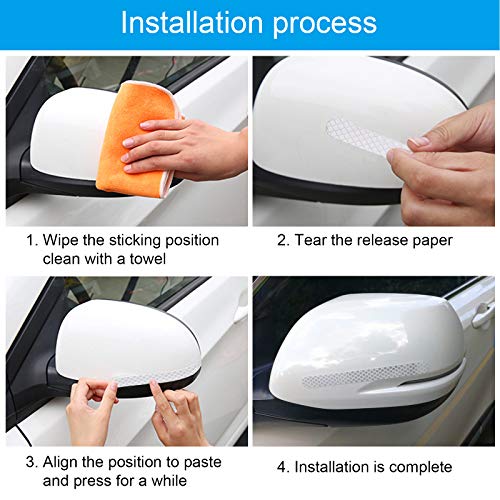 Installation process
1. Wipe the sticking position
clean with a towel
2. Tear the release paper
3. Align the position to paste
and press for a while
4. Installation is complete